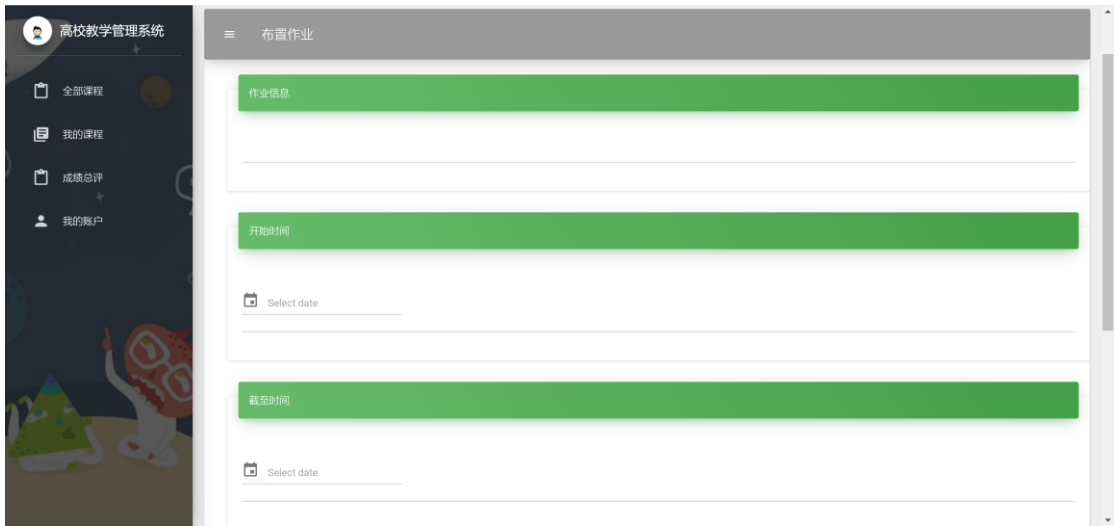 高校教学管理系统
全部课程
我的课程
成绩总评
我的账户
布置作业
作业信息
开始时间
Select date
截至时间
Select date